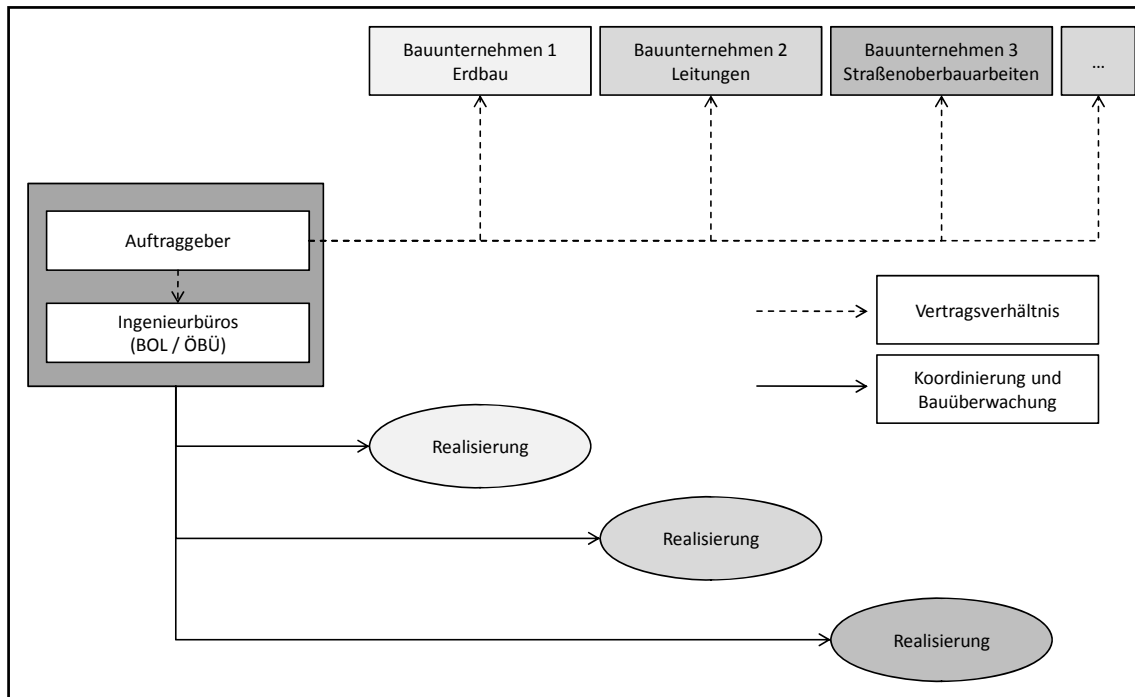 Bauunternehmen 1
Erdbau
Bauunternehmen 2
Leitungen
Bauunternehmen 3
Straßenoberbauarbeiten
...
Auftraggeber
Ingenieurbüros
(BOL / ÖBÜ)
Vertragsverhältnis
Koordinierung und
Bauüberwachung
Realisierung
Realisierung
Realisierung